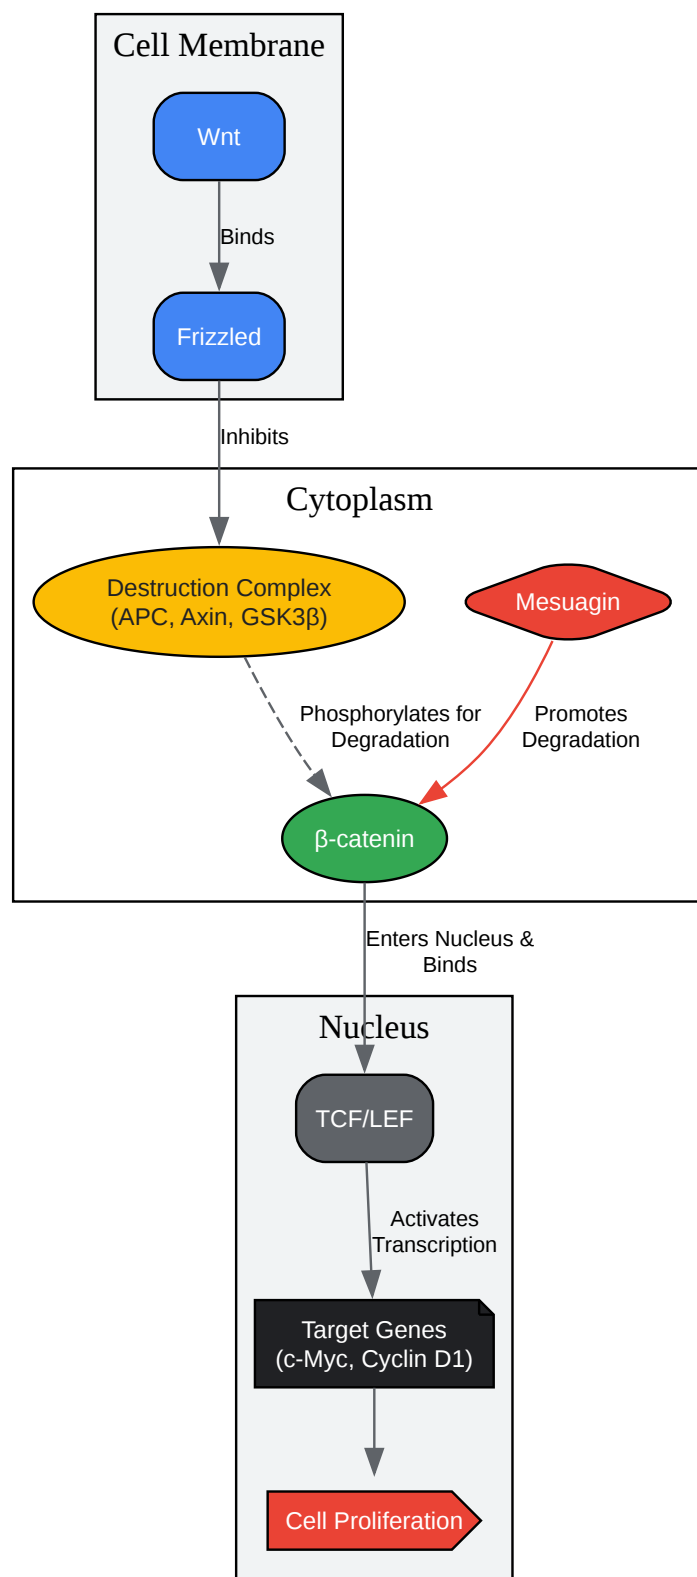 Cell Membrane
Wnt
Binds
Frizzled
Inhibits
Cytoplasm
Destruction Complex
(APC, Axin, GSK3β)
Mesuagin
Phosphorylates for
Degradation
Promotes
Degradation
β-catenin
Enters Nucleus &
Binds
Nucleus
TCF/LEF
Activates
Transcription
Target Genes
(c-Myc, Cyclin D1)
Cell Proliferation